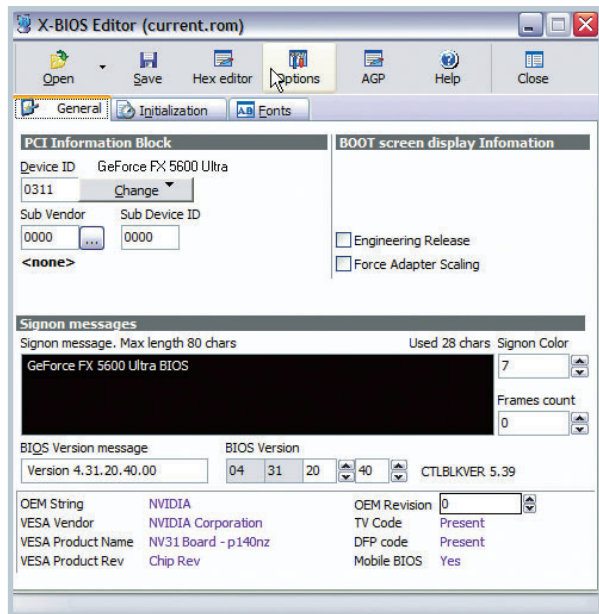 X-BIOS Editor (current.rom)
Open Save Hex editor Options AGP Help Close
General Initialization AB Fonts
PCI Information Block BOOT screen display Infomation
Device ID GeForce FX 5600 Ultra
0311 Change
Sub Vendor Sub Device ID
0000 ... 0000 Engineering Release
<none> Force Adapter Scaling
Signon messages
Signon message. Max length 80 chars Used 28 chars Signon Color
GeForce FX 5600 Ultra BIOS 7
Frames count
0
BIOS Version message BIOS Version
Version 4.31.20.40.00 04 31 20 40 CTLBLKVER 5.39
OEM String NVIDIA OEM Revision 0
VESA Vendor NVIDIA Corporation TV Code Present
VESA Product Name NV31 Board - p140nz DFP code Present
VESA Product Rev Chip Rev Mobile BIOS Yes